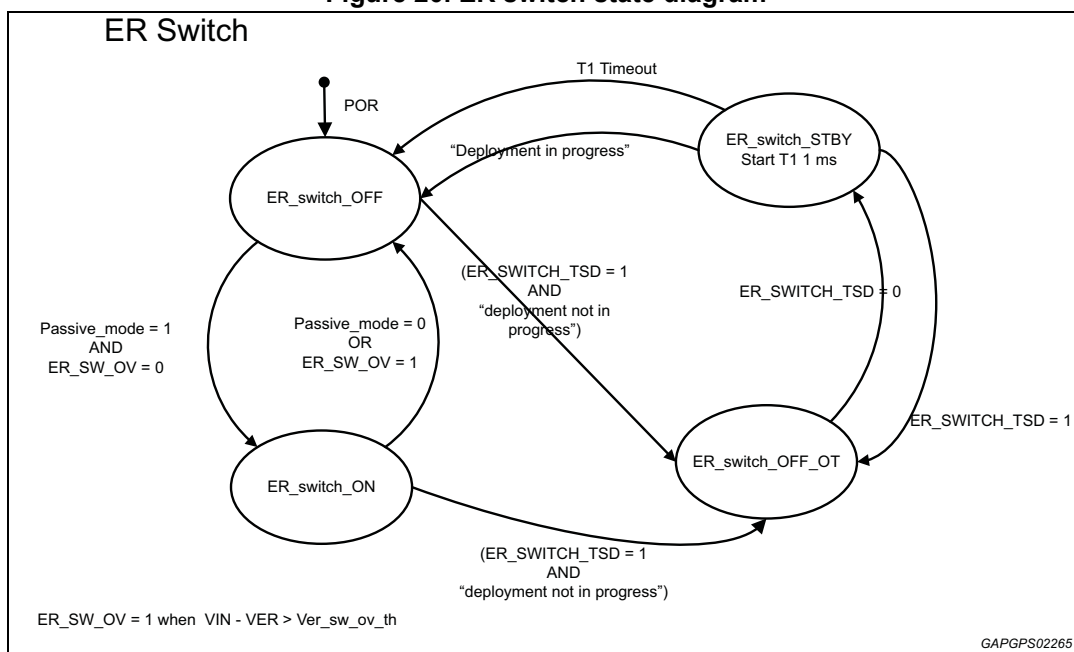 Figure 20. ER switch state diagram
ER Switch
T1 Timeout
POR
ER_switch_STBY
Start T1 1 ms
“Deployment in progress”
ER_switch_OFF
(ER_SWITCH_TSD = 1
AND
“deployment not in
progress”)
ER_SWITCH_TSD = 0
Passive_mode = 1
AND
ER_SW_OV = 0
Passive_mode = 0
OR
ER_SW_OV = 1
ER_SWITCH_TSD = 1
ER_switch_OFF_OT
ER_switch_ON
(ER_SWITCH_TSD = 1
AND
“deployment not in progress”)
ER_SW_OV = 1 when VIN - VER > Ver_sw_ov_th
GAPGPS02265